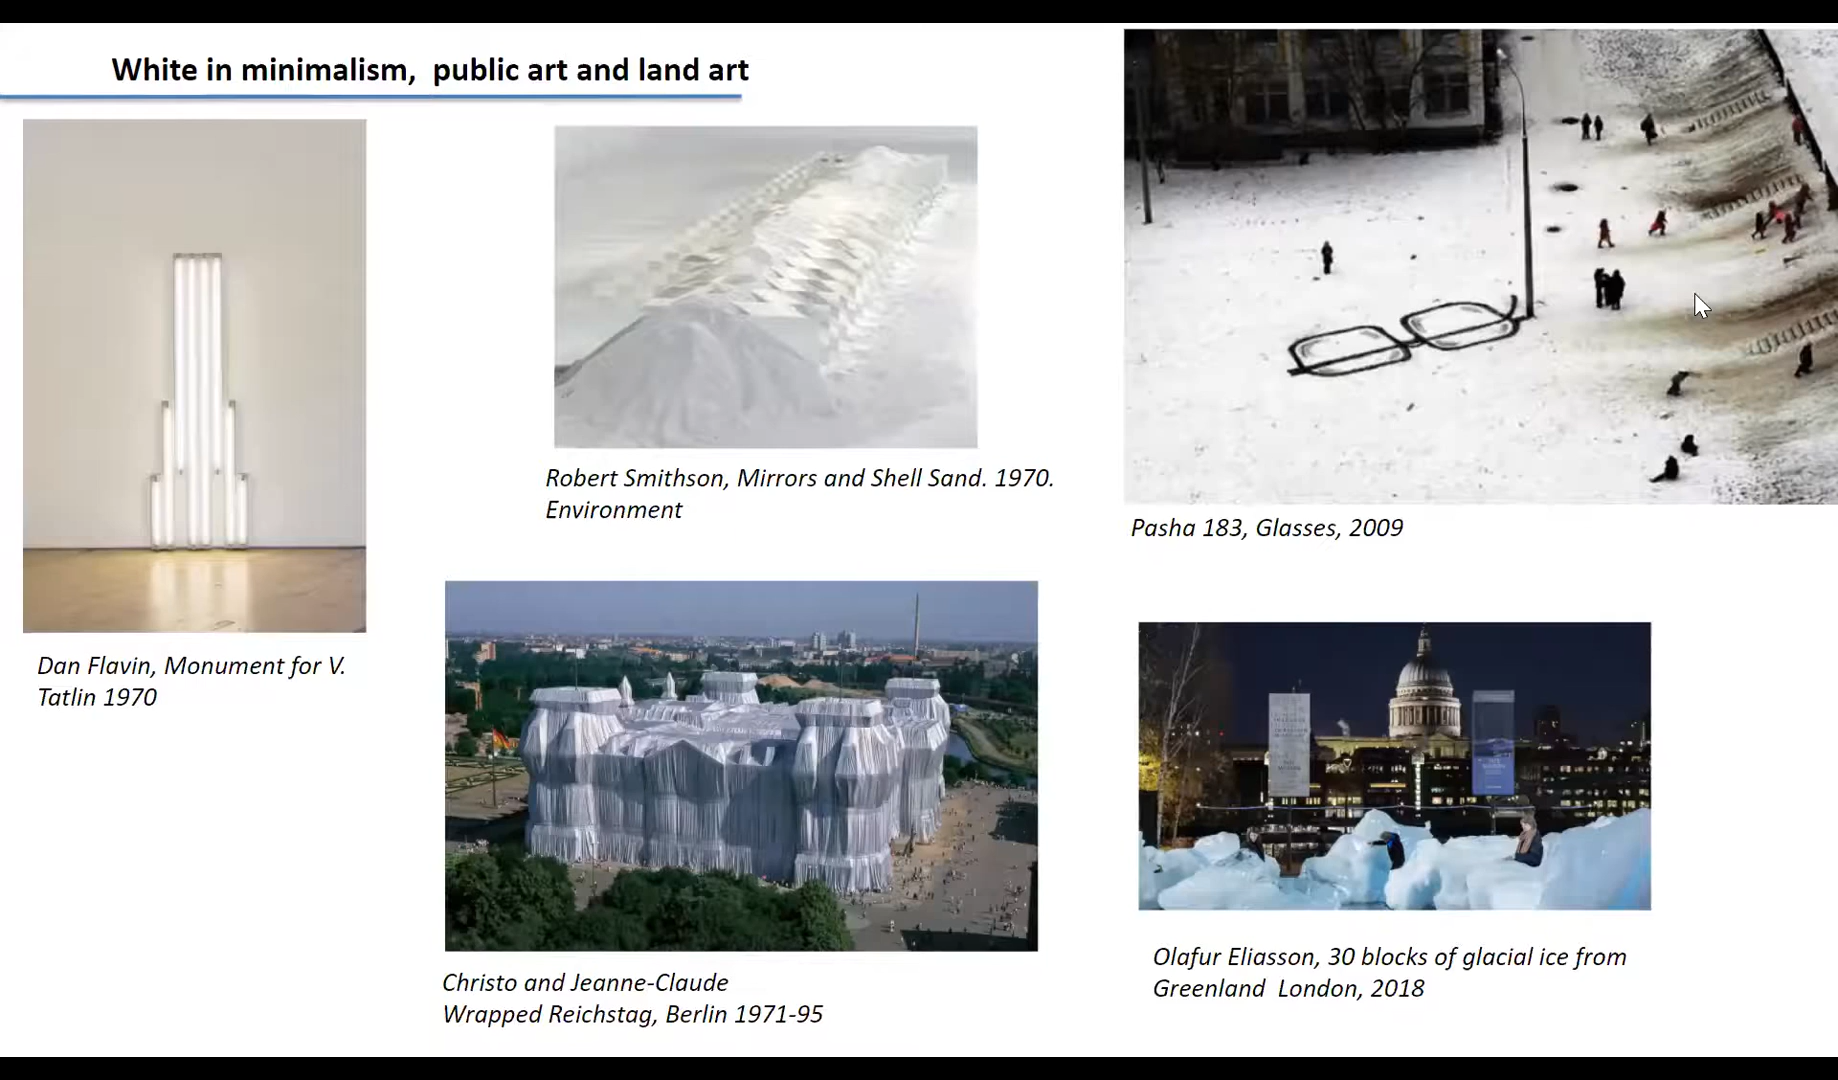 White in minimalism, public art and land art
Dan Flavin, Monument for V.
Tatlin 1970
Robert Smithson, Mirrors and Shell Sand. 1970.
Environment
Pasha 183, Glasses, 2009
Christo and Jeanne-Claude
Wrapped Reichstag, Berlin 1971-95
Olafur Eliasson, 30 blocks of glacial ice from
Greenland London, 2018